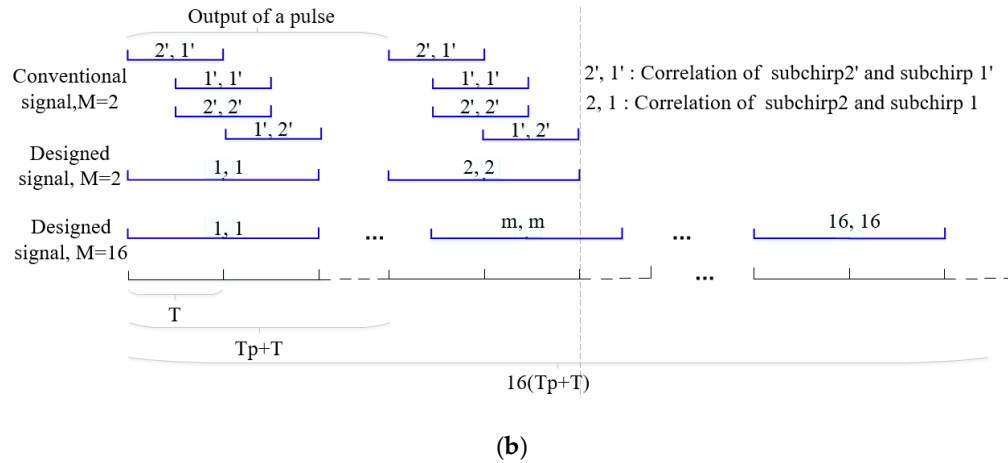 Output of a pulse
2', 1' 2', 1'
Conventional signal,M=2
1', 1' 1', 1'
2', 2' 2', 2'
1', 2' 1', 2'
2', 1' : Correlation of subchirp2' and subchirp 1'
2, 1 : Correlation of subchirp2 and subchirp 1
Designed signal, M=2
1, 1 2, 2
Designed signal, M=16
1, 1 ... m, m ... 16, 16
...
T
Tp+T
16(Tp+T)
(b)